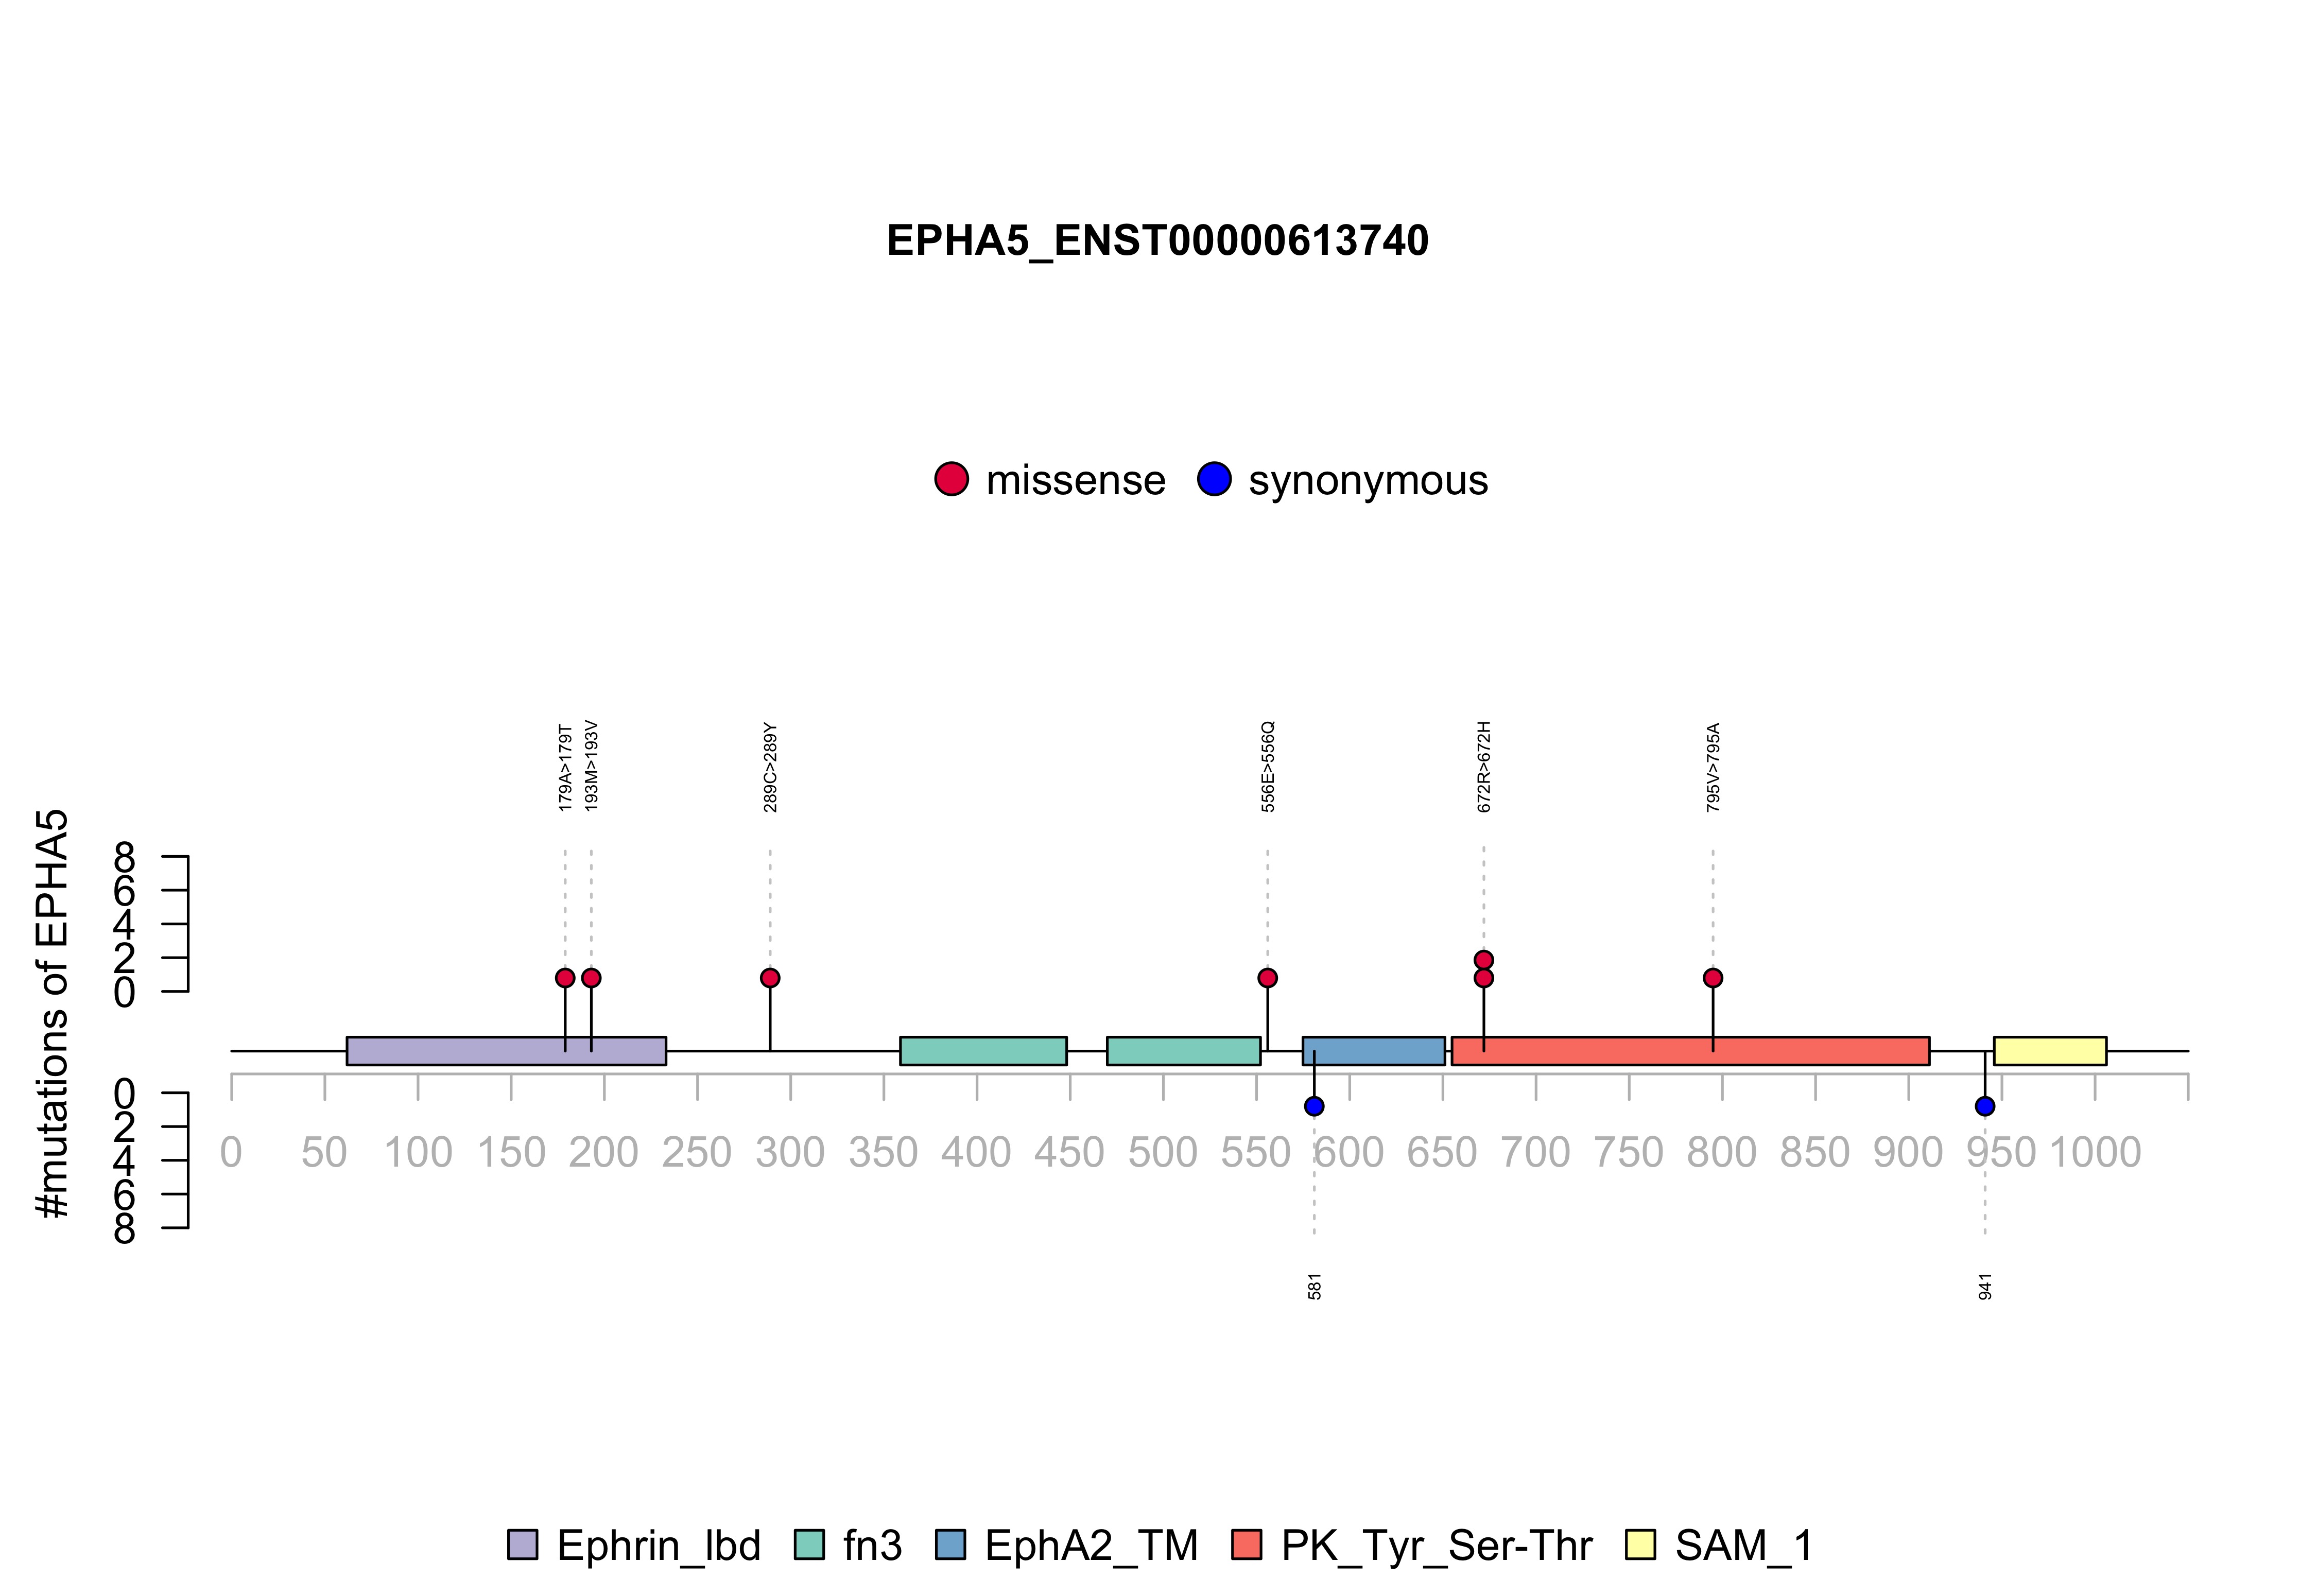 EPHA5_ENST00000613740
missense synonymous
179A>179T
193M>193V
289C>289Y
556E>556Q
672R>672H
795V>795A
#mutations of EPHA5
8
6
4
2
0
0
2
4
6
8
0 50 100 150 200 250 300 350 400 450 500 550 600 650 700 750 800 850 900 950 1000
581
941
Ephrin_lbd fn3 EphA2_TM PK_Tyr_Ser-Thr SAM_1